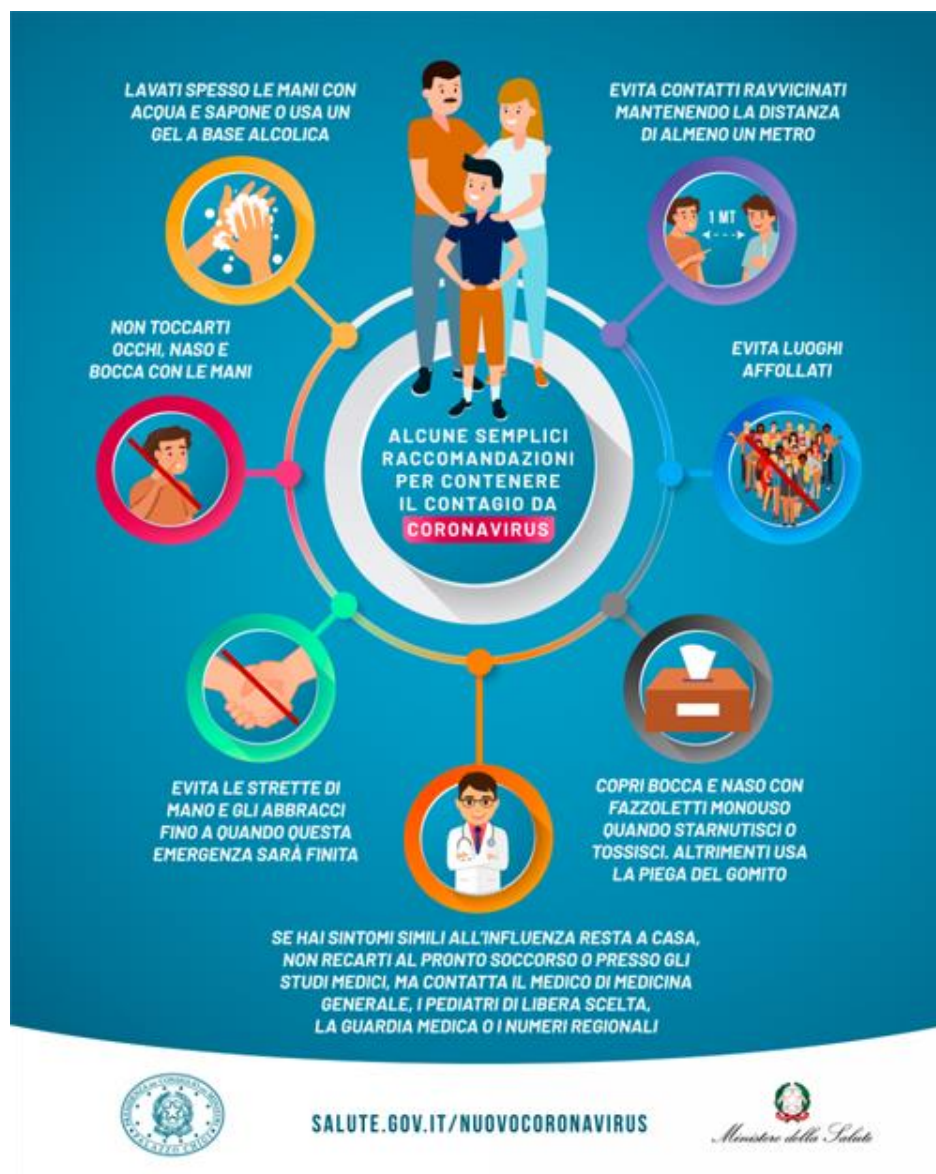 LAVATI SPESSO LE MANI CON
ACQUA E SAPONE O USA UN
GEL A BASE ALCOLICA
EVITA CONTATTI RAVVICINATI
MANTENENDO LA DISTANZA
DI ALMENO UN METRO
1 MT
NON TOCCARTI
OCCHI, NASO E
BOCCA CON LE MANI
EVITA LUOGHI
AFFOLLATI
ALCUNE SEMPLICI
RACCOMANDAZIONI
PER CONTENERE
IL CONTAGIO DA
CORONAVIRUS
EVITA LE STRETTE DI
MANO E GLI ABBRACCI
FINO A QUANDO QUESTA
EMERGENZA SARÀ FINITA
COPRI BOCCA E NASO CON
FAZZOLETTI MONOUSO
QUANDO STARNUTISCI O
TOSSISCI. ALTRIMENTI USA
LA PIEGA DEL GOMITO
SE HAI SINTOMI SIMILI ALL'INFLUENZA RESTA A CASA,
NON RECARTI AL PRONTO SOCCORSO O PRESSO GLI
STUDI MEDICI, MA CONTATTA IL MEDICO DI MEDICINA
GENERALE, I PEDIATRI DI LIBERA SCELTA,
LA GUARDIA MEDICA O I NUMERI REGIONALI
PALAZZO CHIGI
SALUTE.GOV.IT/NUOVOCORONAVIRUS
Ministero della Salute